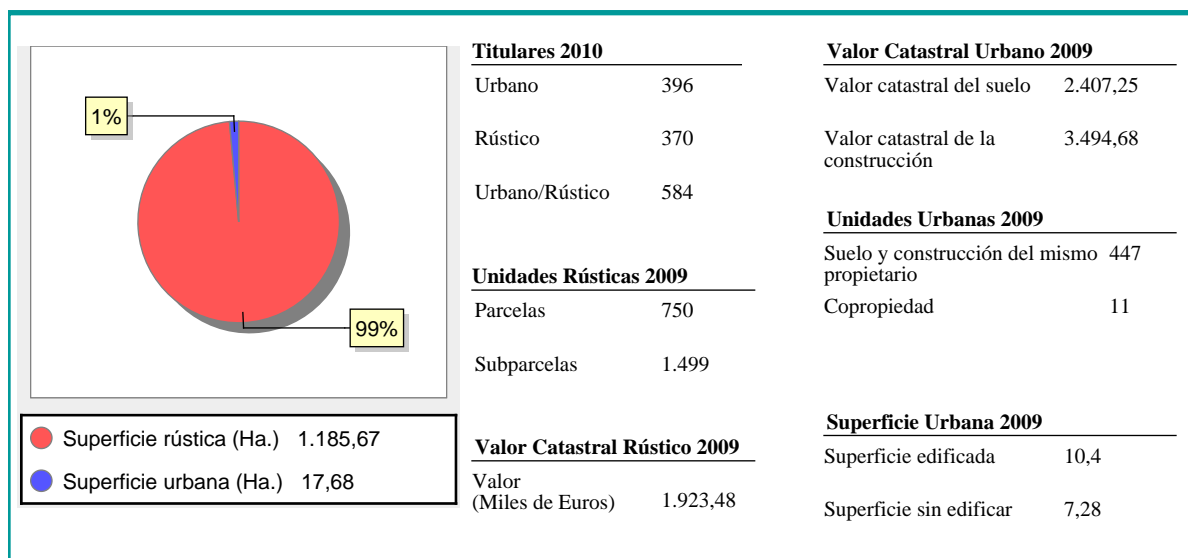 1%
99%
Superficie rústica (Ha.) 1.185,67
Superficie urbana (Ha.) 17,68
Titulares 2010
Urbano 396
Rústico 370
Urbano/Rústico 584
Unidades Rústicas 2009
Parcelas 750
Subparcelas 1.499
Valor Catastral Rústico 2009
Valor
(Miles de Euros) 1.923,48
Valor Catastral Urbano 2009
Valor catastral del suelo 2.407,25
Valor catastral de la 3.494,68
construcción
Unidades Urbanas 2009
Suelo y construcción del mismo 447
propietario
Copropiedad 11
Superficie Urbana 2009
Superficie edificada 10,4
Superficie sin edificar 7,28